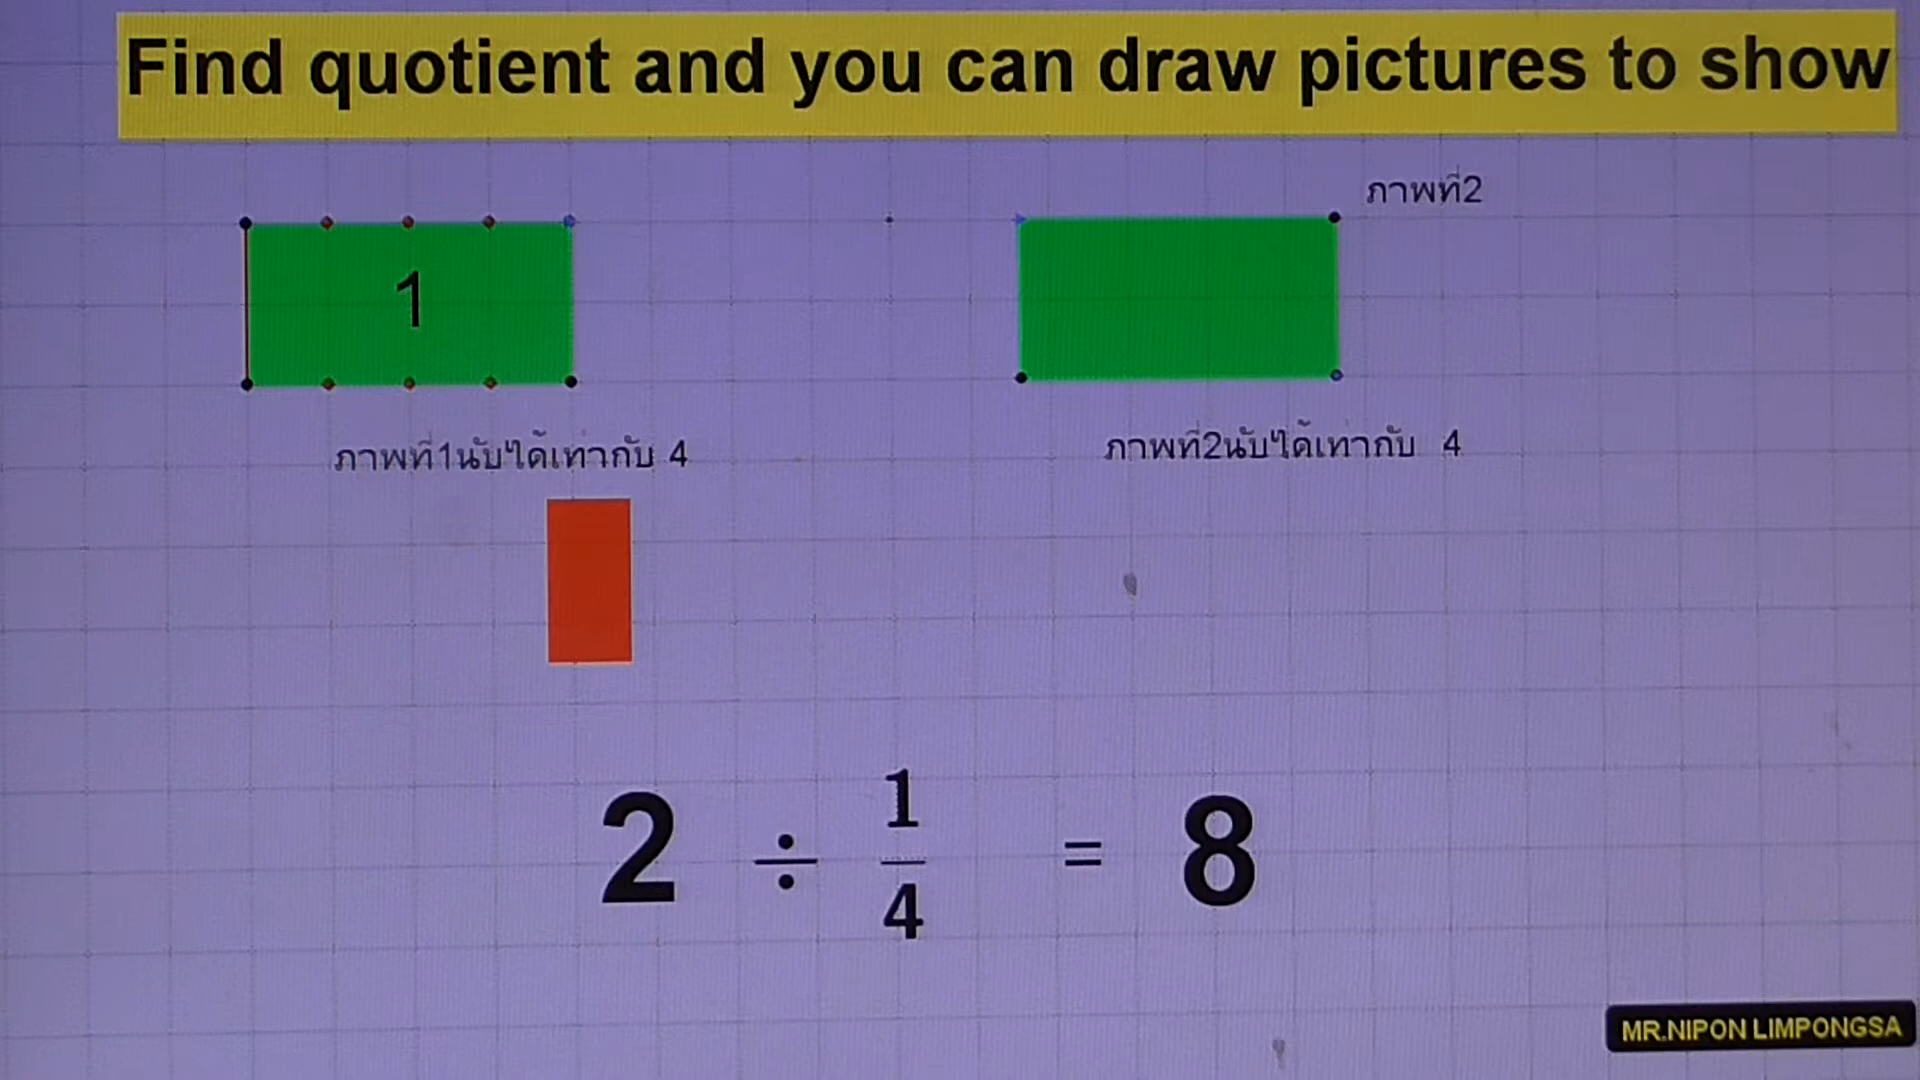 Find quotient and you can draw pictures to show
ภาพที่2
1
ภาพที่1นับได้เท่ากับ 4
ภาพที่2นับได้เท่ากับ 4
2 ÷ 1/4 = 8
MR.NIPON LIMPONGSA